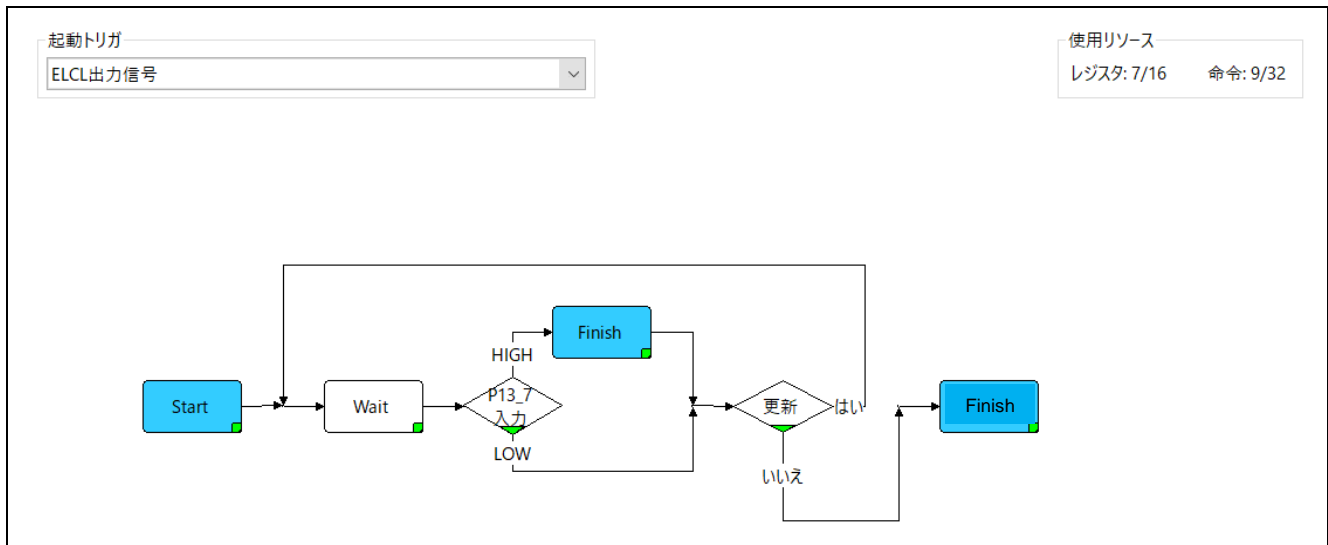 起動トリガ
ELCL出力信号
使用リソース
レジスタ: 7/16 命令: 9/32
Finish
HIGH
Start
Wait
P13_7
入力
更新
はい
Finish
LOW
いいえ